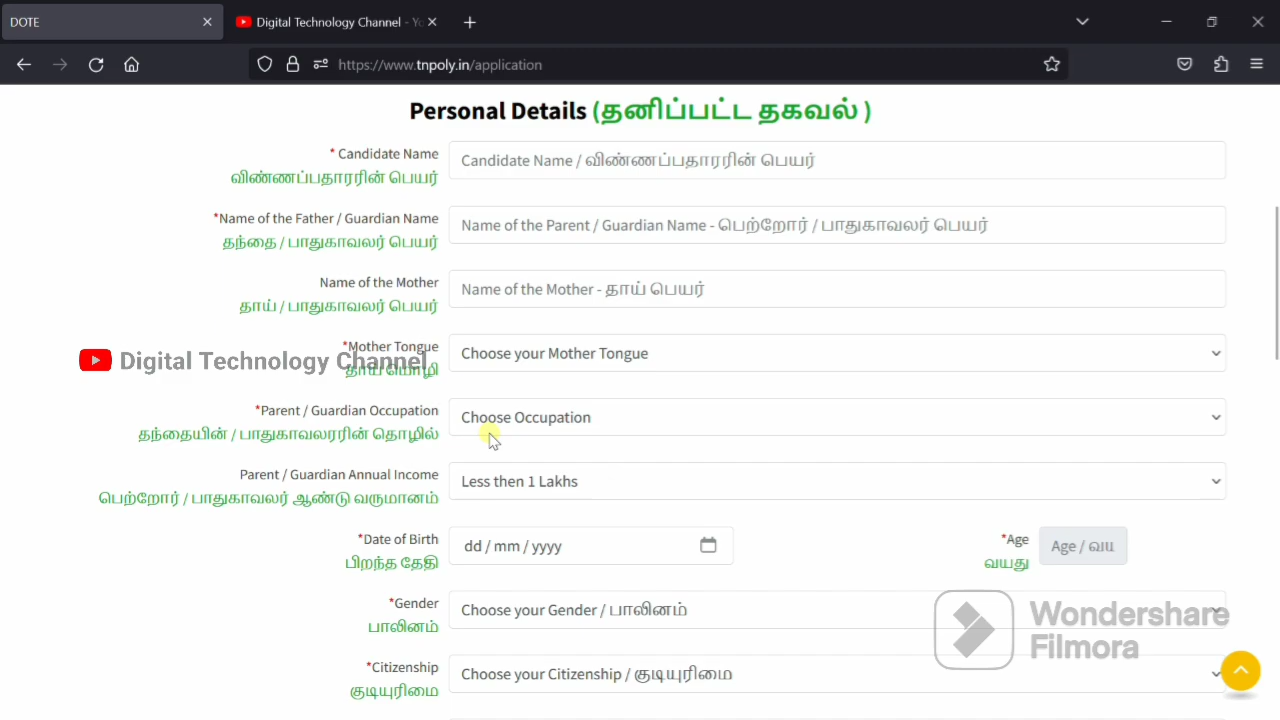 DOTE
Digital Technology Channel - Yo
https://www.tnpoly.in/application
Personal Details (தனிப்பட்ட தகவல் )
* Candidate Name
விண்ணப்பதாரரின் பெயர்
Candidate Name / விண்ணப்பதாரரின் பெயர்
*Name of the Father / Guardian Name
தந்தை / பாதுகாவலர் பெயர்
Name of the Parent / Guardian Name - பெற்றோர் / பாதுகாவலர் பெயர்
Name of the Mother
தாய் / பாதுகாவலர் பெயர்
Name of the Mother - தாய் பெயர்
*Mother Tongue
தாய் மொழி
Choose your Mother Tongue
Digital Technology Channel
*Parent / Guardian Occupation
தந்தையின் / பாதுகாவலரரின் தொழில்
Choose Occupation
Parent / Guardian Annual Income
பெற்றோர் / பாதுகாவலர் ஆண்டு வருமானம்
Less then 1 Lakhs
*Date of Birth
பிறந்த தேதி
dd / mm / yyyy
*Age
வயது
Age / வய
*Gender
பாலினம்
Choose your Gender / பாலினம்
Wondershare
Filmora
*Citizenship
குடியுரிமை
Choose your Citizenship / குடியுரிமை